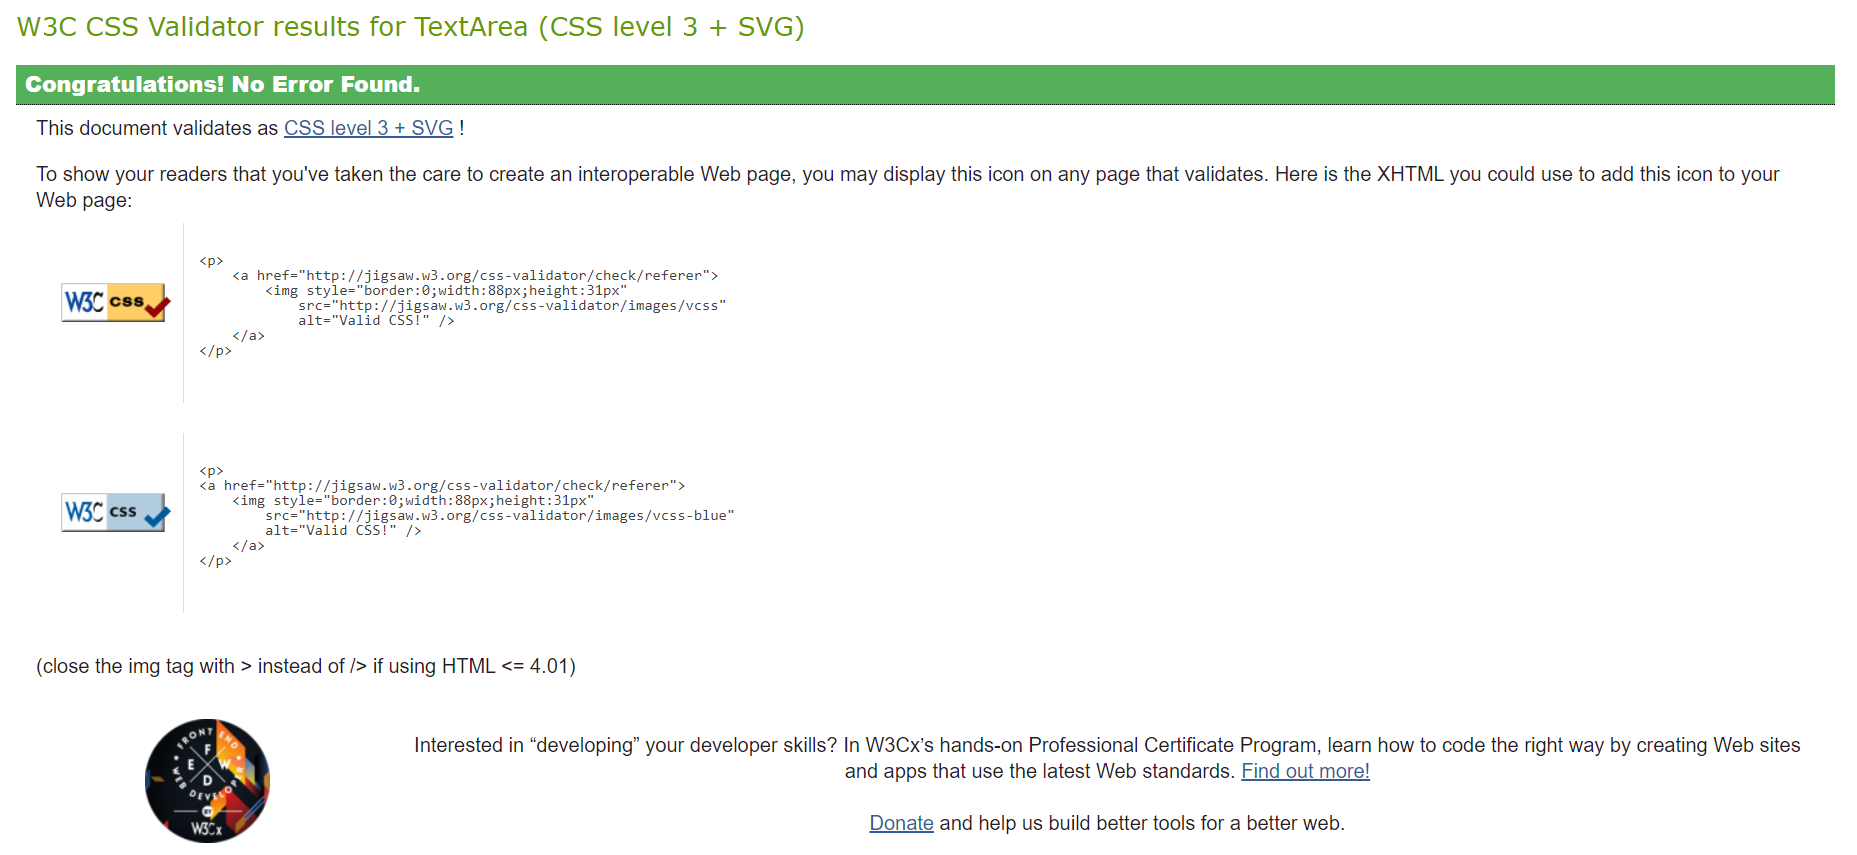 W3C CSS Validator results for TextArea (CSS level 3 + SVG)
Congratulations! No Error Found.
This document validates as CSS level 3 + SVG !
To show your readers that you've taken the care to create an interoperable Web page, you may display this icon on any page that validates. Here is the XHTML you could use to add this icon to your
Web page:
W3C css
<p>
    <a href="http://jigsaw.w3.org/css-validator/check/referer">
        <img style="border:0;width:88px;height:31px"
            src="http://jigsaw.w3.org/css-validator/images/vcss"
            alt="Valid CSS!" />
    </a>
</p>
W3C css
<p>
<a href="http://jigsaw.w3.org/css-validator/check/referer">
    <img style="border:0;width:88px;height:31px"
        src="http://jigsaw.w3.org/css-validator/images/vcss-blue"
        alt="Valid CSS!" />
    </a>
</p>
(close the img tag with > instead of /> if using HTML <= 4.01)
FRONT END
F
E W
D
WEB DEVELOPER
BY
W3Cx
Interested in “developing” your developer skills? In W3Cx’s hands-on Professional Certificate Program, learn how to code the right way by creating Web sites
and apps that use the latest Web standards. Find out more!
Donate and help us build better tools for a better web.